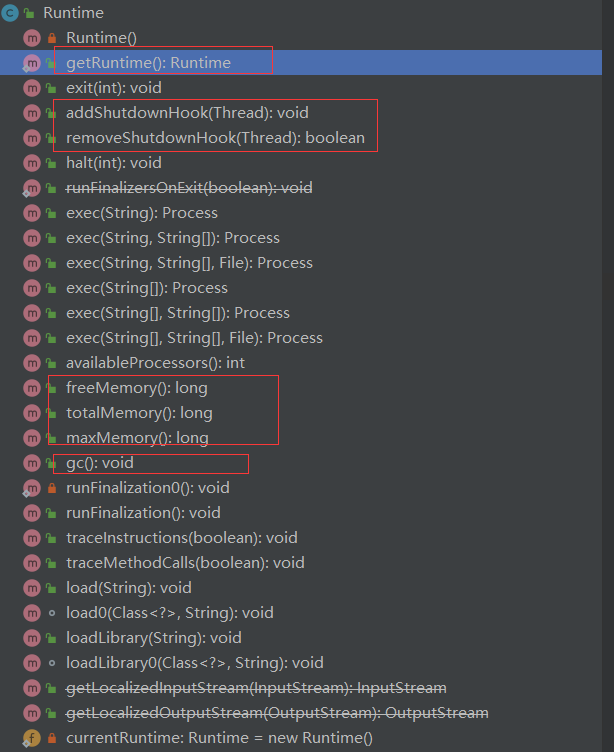 Runtime
Runtime()
getRuntime(): Runtime
exit(int): void
addShutdownHook(Thread): void
removeShutdownHook(Thread): boolean
halt(int): void
runFinalizersOnExit(boolean): void
exec(String): Process
exec(String, String[]): Process
exec(String, String[], File): Process
exec(String[]): Process
exec(String[], String[]): Process
exec(String[], String[], File): Process
availableProcessors(): int
freeMemory(): long
totalMemory(): long
maxMemory(): long
gc(): void
runFinalization0(): void
runFinalization(): void
traceInstructions(boolean): void
traceMethodCalls(boolean): void
load(String): void
load0(Class<?>, String): void
loadLibrary(String): void
loadLibrary0(Class<?>, String): void
getLocalizedInputStream(InputStream): InputStream
getLocalizedOutputStream(OutputStream): OutputStream
currentRuntime: Runtime = new Runtime()